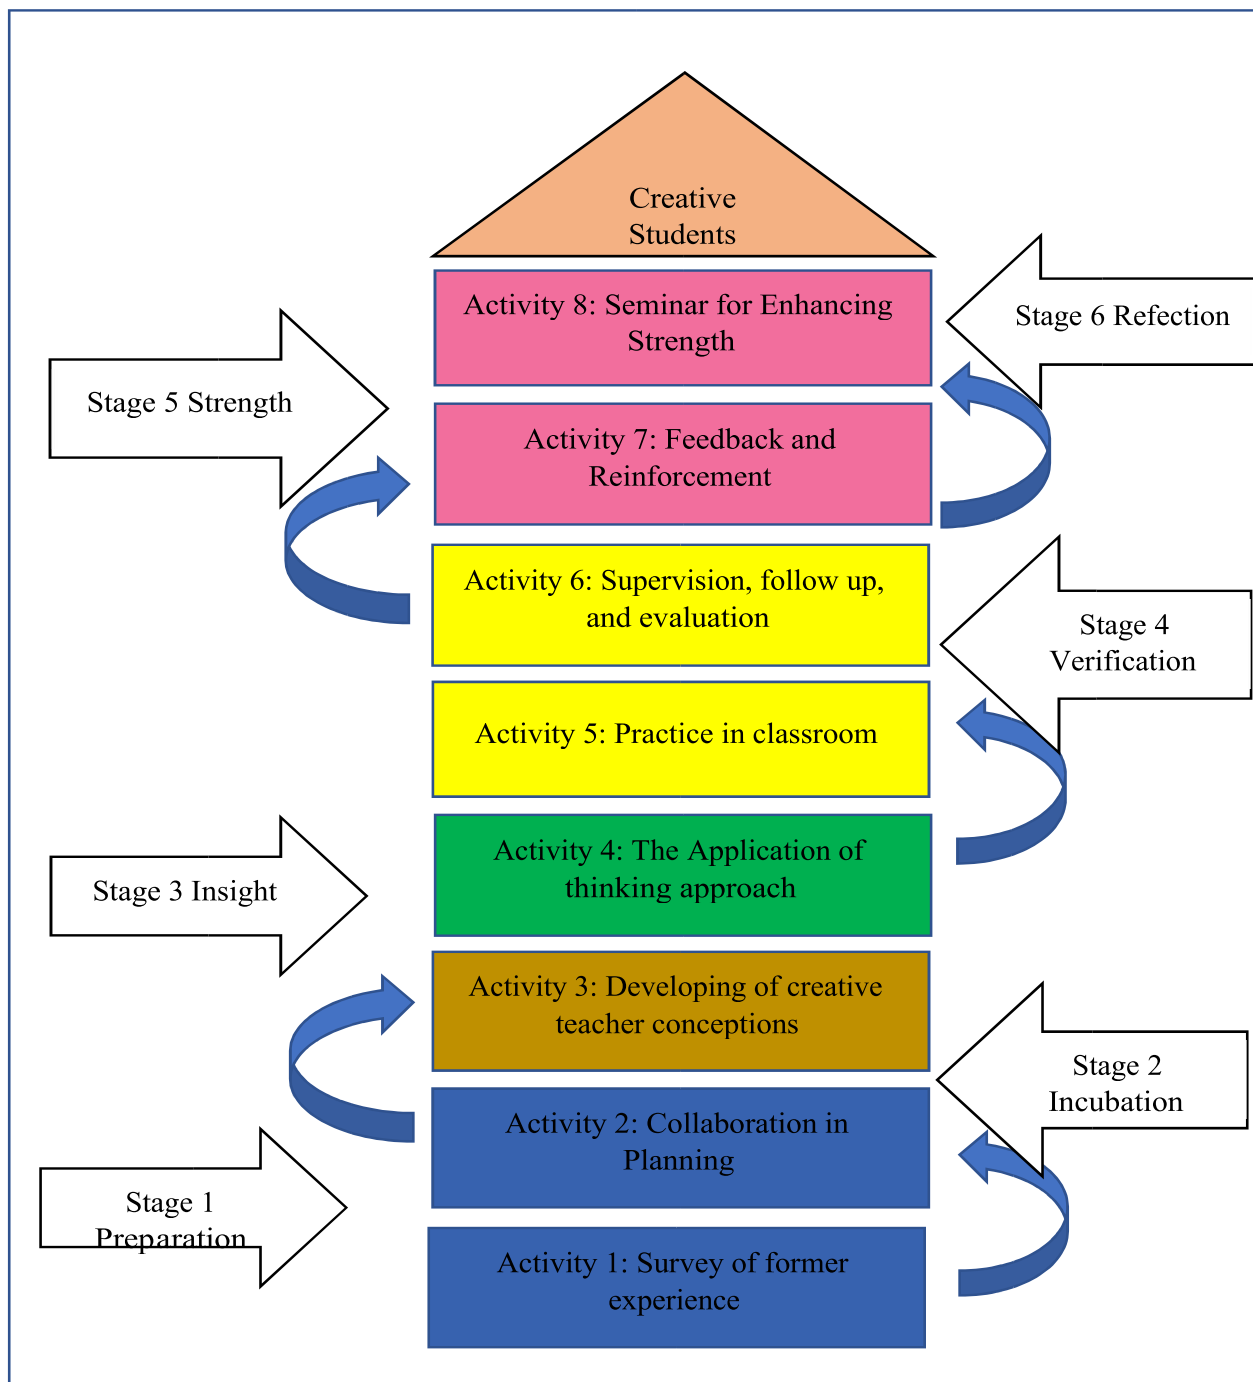 Creative
Students
Activity 8: Seminar for Enhancing
Strength
Stage 6 Refection
Stage 5 Strength
Activity 7: Feedback and
Reinforcement
Activity 6: Supervision, follow up,
and evaluation
Stage 4
Verification
Activity 5: Practice in classroom
Activity 4: The Application of
thinking approach
Stage 3 Insight
Activity 3: Developing of creative
teacher conceptions
Stage 2
Incubation
Activity 2: Collaboration in
Planning
Stage 1
Preparation
Activity 1: Survey of former
experience